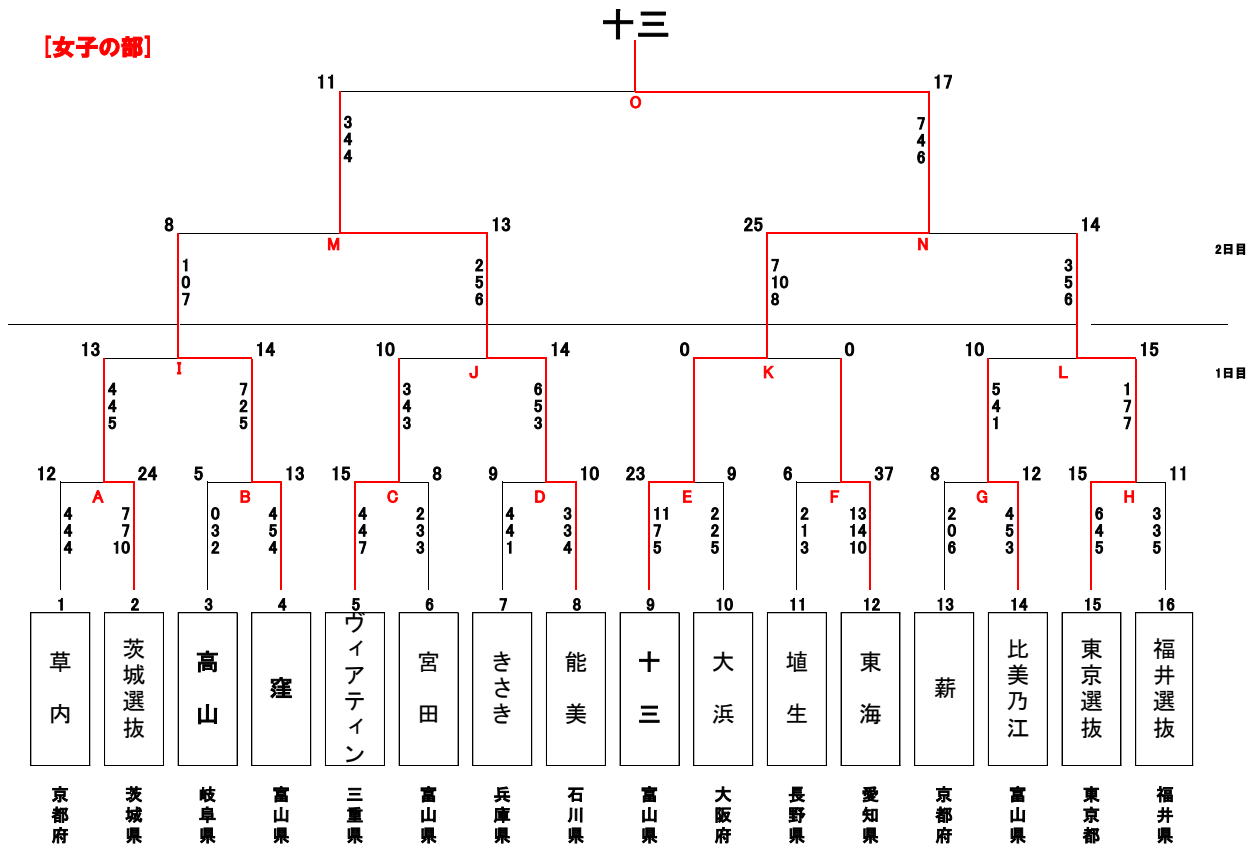 十三
[女子の部]
11 17
O
3 7
4 4
4 6
8 13 25 14
M N
2日目
1 2 7 3
0 5 10 5
7 6 8 6
13 14 10 14 0 0 10 15
I J K L
1日目
4 7 3 6 5 1
4 2 4 5 4 7
5 5 3 3 1 7
12 24 5 13 15 8 9 10 23 9 6 37 8 12 15 11
A B C D E F G H
4 7 0 4 4 2 4 3 11 2 2 13 2 4 6 3
4 7 3 5 4 3 4 3 7 2 1 14 0 5 4 3
4 10 2 4 7 3 1 4 5 5 3 10 6 3 5 5
1 2 3 4 5 6 7 8 9 10 11 12 13 14 15 16
草内
茨城選抜
高山
窪
ヴィアティン
宮田
きさき
能美
十三
大浜
埴生
東海
薪
比美乃江
東京選抜
福井選抜
京都府
茨城県
岐阜県
富山県
三重県
富山県
兵庫県
石川県
富山県
大阪府
長野県
愛知県
京都府
富山県
東京都
福井県